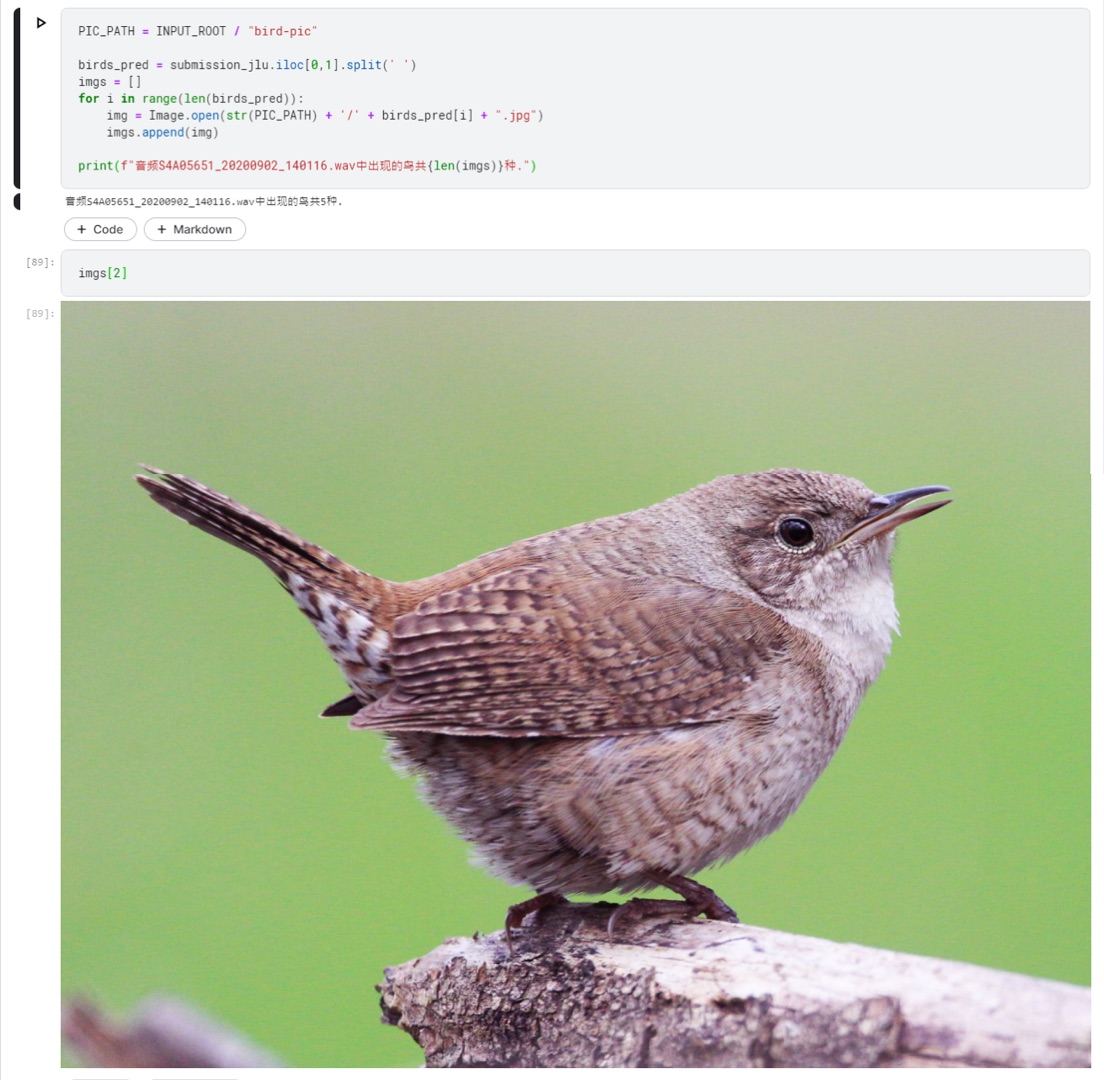 PIC_PATH = INPUT_ROOT / "bird-pic"
birds_pred = submission_jlu.iloc[0,1].split(' ')
imgs = []
for i in range(len(birds_pred)):
    img = Image.open(str(PIC_PATH) + '/' + birds_pred[i] + ".jpg")
    imgs.append(img)
print(f"音频S4A05651_20200902_140116.wav中出现的鸟共{len(imgs)}种.")
音频S4A05651_20200902_140116.wav中出现的鸟共5种.
+ Code + Markdown
[89]:
imgs[2]
[89]: